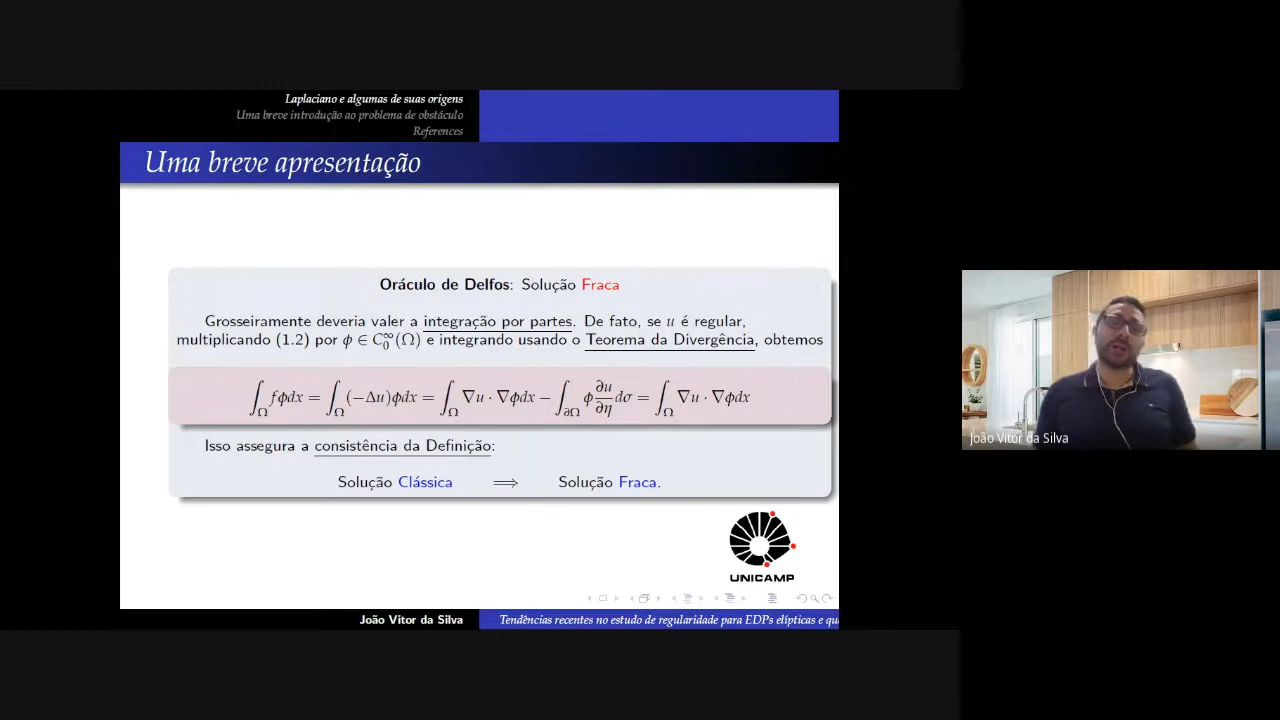 Laplaciano e algumas de suas origens
Uma breve introdução ao problema de obstáculo
References
Uma breve apresentação
Oráculo de Delfos: Solução Fraca
Grosseiramente deveria valer a integração por partes. De fato, se u é regular,
multiplicando (1.2) por ϕ ∈ C₀^∞(Ω) e integrando usando o Teorema da Divergência, obtemos
∫_Ω fϕdx = ∫_Ω (−Δu)ϕdx = ∫_Ω ∇u · ∇ϕdx − ∫_∂Ω ϕ ∂u/∂η dσ = ∫_Ω ∇u · ∇ϕdx
Isso assegura a consistência da Definição:
Solução Clássica ⟹ Solução Fraca.
UNICAMP
João Vitor da Silva
Tendências recentes no estudo de regularidade para EDPs elípticas e qu
João Vitor da Silva